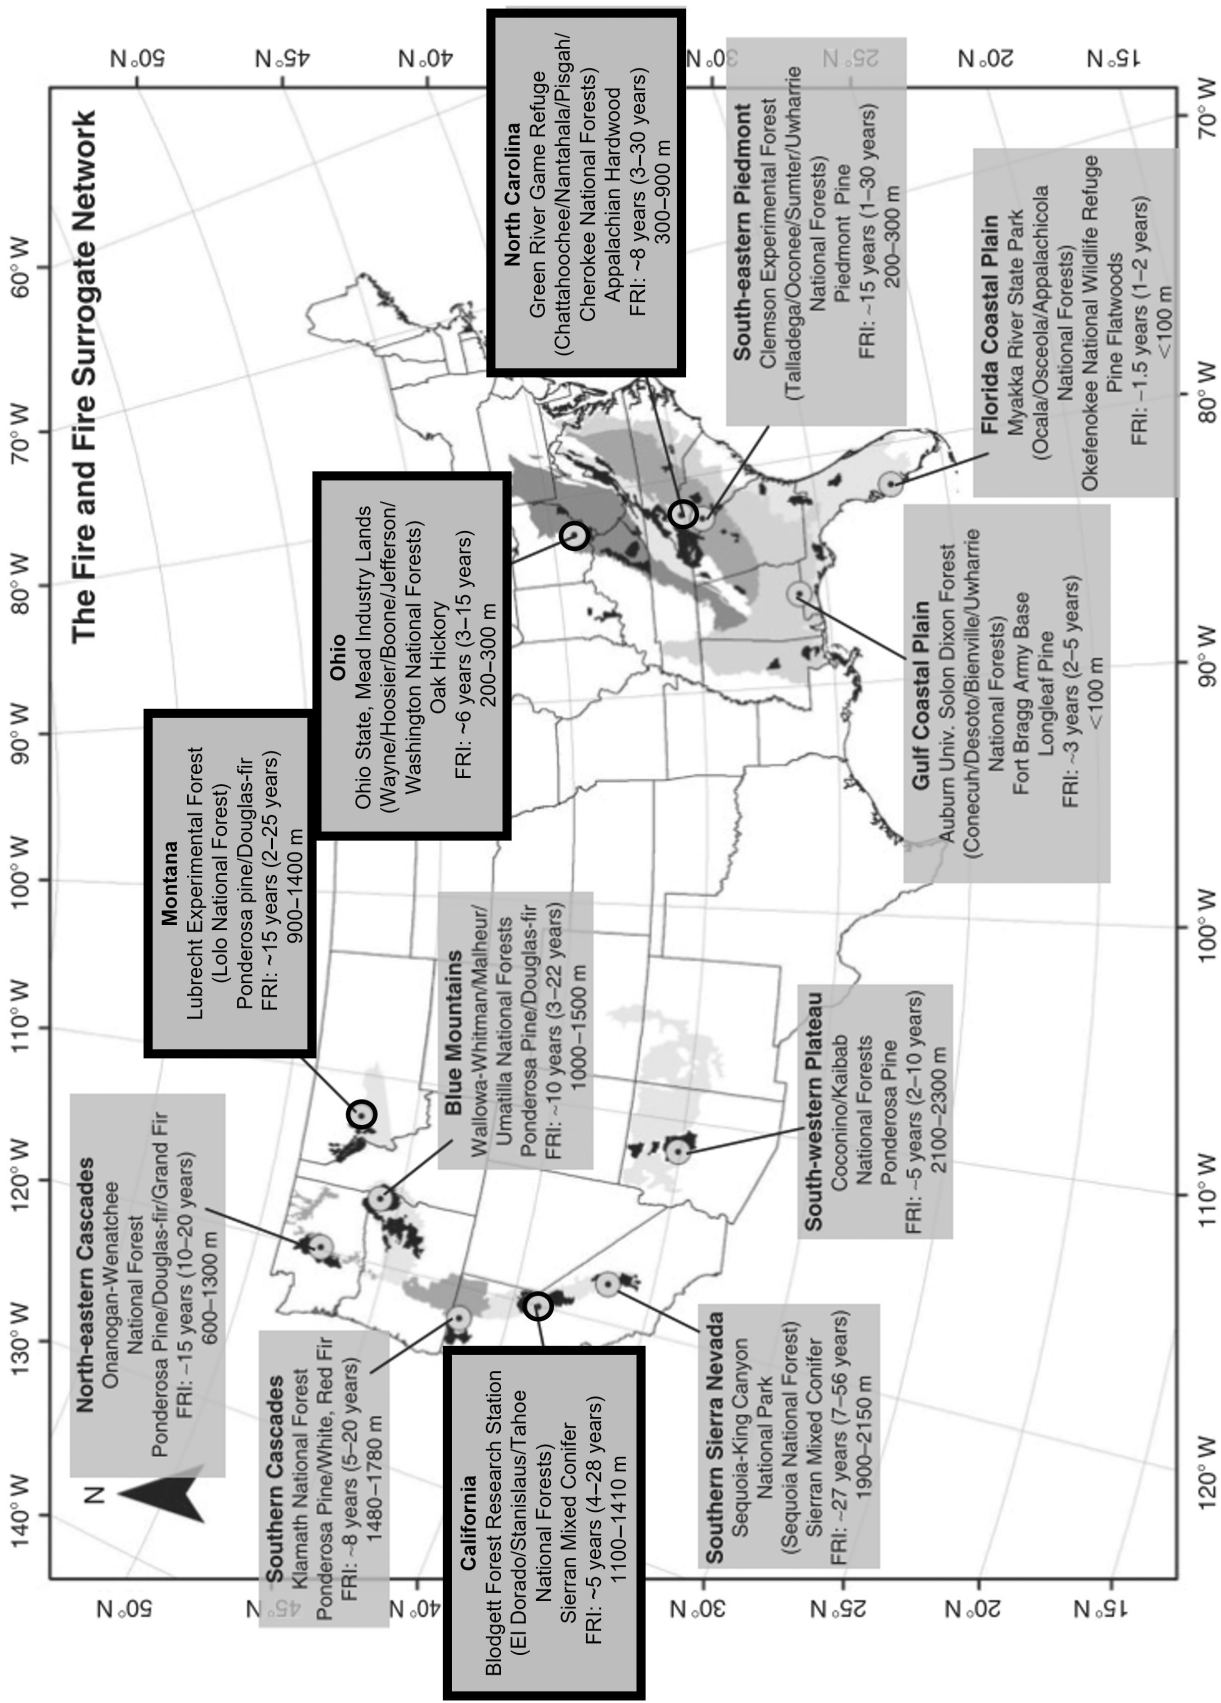 The Fire and Fire Surrogate Network
N
140° W
130° W
120° W
110° W
100° W
90° W
80° W
70° W
60° W
50° N
45° N
40° N
30° N
25° N
20° N
15° N
50° N
45° N
40° N
30°N
25° N
20° N
15° N
120° W
110° W
100° W
90° W
80° W
70° W
North-eastern Cascades
Onanogan-Wenatchee
National Forest
Ponderosa Pine/Douglas-fir/Grand Fir
FRI: ~15 years (10–20 years)
600–1300 m
Montana
Lubrecht Experimental Forest
(Lolo National Forest)
Ponderosa pine/Douglas-fir
FRI: ~15 years (2–25 years)
900–1400 m
Ohio
Ohio State, Mead Industry Lands
(Wayne/Hoosier/Boone/Jefferson/
Washington National Forests)
Oak Hickory
FRI: ~6 years (3–15 years)
200–300 m
North Carolina
Green River Game Refuge
(Chattahoochee/Nantahala/Pisgah/
Cherokee National Forests)
Appalachian Hardwood
FRI: ~8 years (3–30 years)
300–900 m
Southern Cascades
Klamath National Forest
Ponderosa Pine/White, Red Fir
FRI: ~8 years (5–20 years)
1480–1780 m
Blue Mountains
Wallowa-Whitman/Malheur/
Umatilla National Forests
Ponderosa Pine/Douglas-fir
FRI: ~10 years (3–22 years)
1000–1500 m
California
Blodgett Forest Research Station
(El Dorado/Stanislaus/Tahoe
National Forests)
Sierran Mixed Conifer
FRI: ~5 years (4–28 years)
1100–1410 m
South-eastern Piedmont
Clemson Experimental Forest
(Talladega/Oconee/Sumter/Uwharrie
National Forests)
Piedmont Pine
FRI: ~15 years (1–30 years)
200–300 m
Southern Sierra Nevada
Sequoia-King Canyon
National Park
(Sequoia National Forest)
Sierran Mixed Conifer
FRI: ~27 years (7–56 years)
1900–2150 m
South-western Plateau
Coconino/Kaibab
National Forests
Ponderosa Pine
FRI: ~5 years (2–10 years)
2100–2300 m
Gulf Coastal Plain
Auburn Univ. Solon Dixon Forest
(Conecuh/Desoto/Bienville/Uwharrie
National Forests)
Fort Bragg Army Base
Longleaf Pine
FRI: ~3 years (2–5 years)
<100 m
Florida Coastal Plain
Myakka River State Park
(Ocala/Osceola/Appalachicola
National Forests)
Okefenokee National Wildlife Refuge
Pine Flatwoods
FRI: ~1.5 years (1–2 years)
<100 m